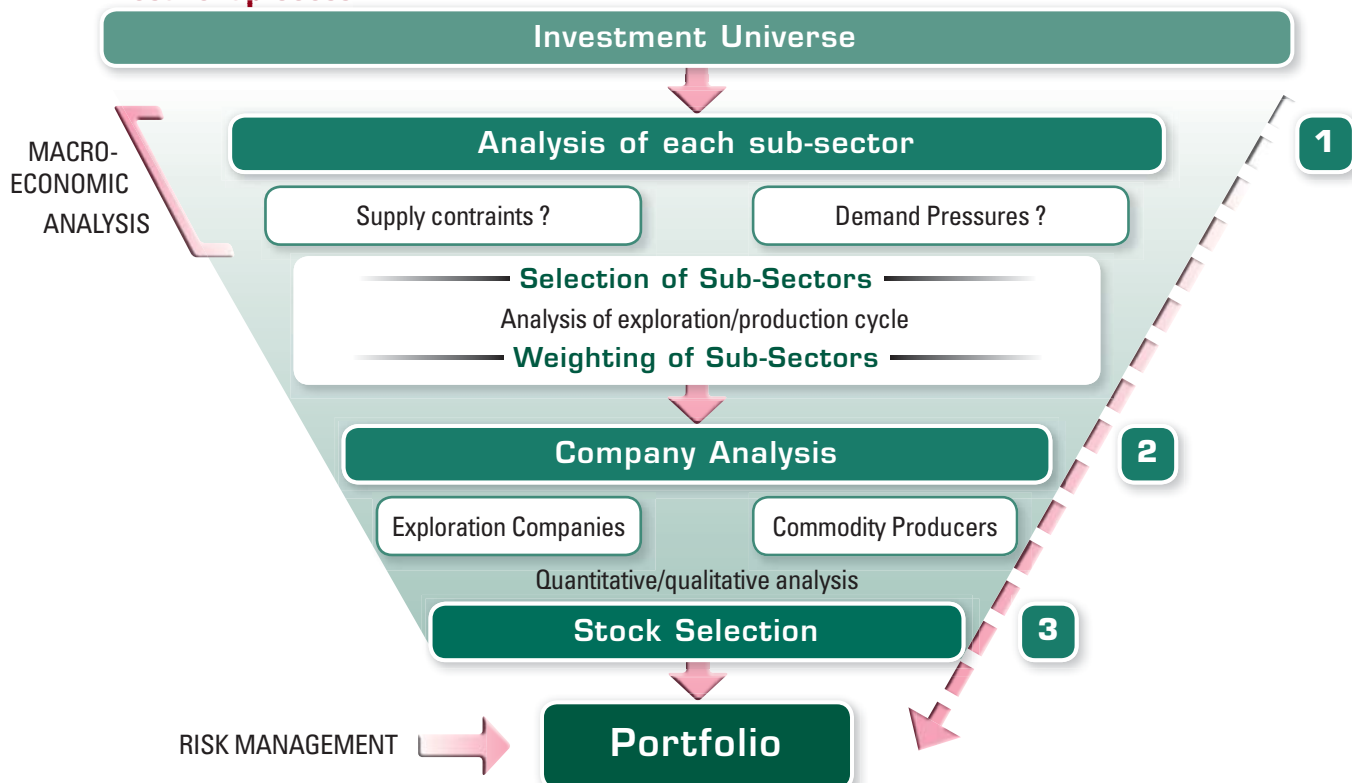 Investment Universe
MACRO-
ECONOMIC
ANALYSIS
Analysis of each sub-sector
1
Supply contraints ?
Demand Pressures ?
Selection of Sub-Sectors
Analysis of exploration/production cycle
Weighting of Sub-Sectors
Company Analysis
2
Exploration Companies
Commodity Producers
Quantitative/qualitative analysis
Stock Selection
3
RISK MANAGEMENT
Portfolio